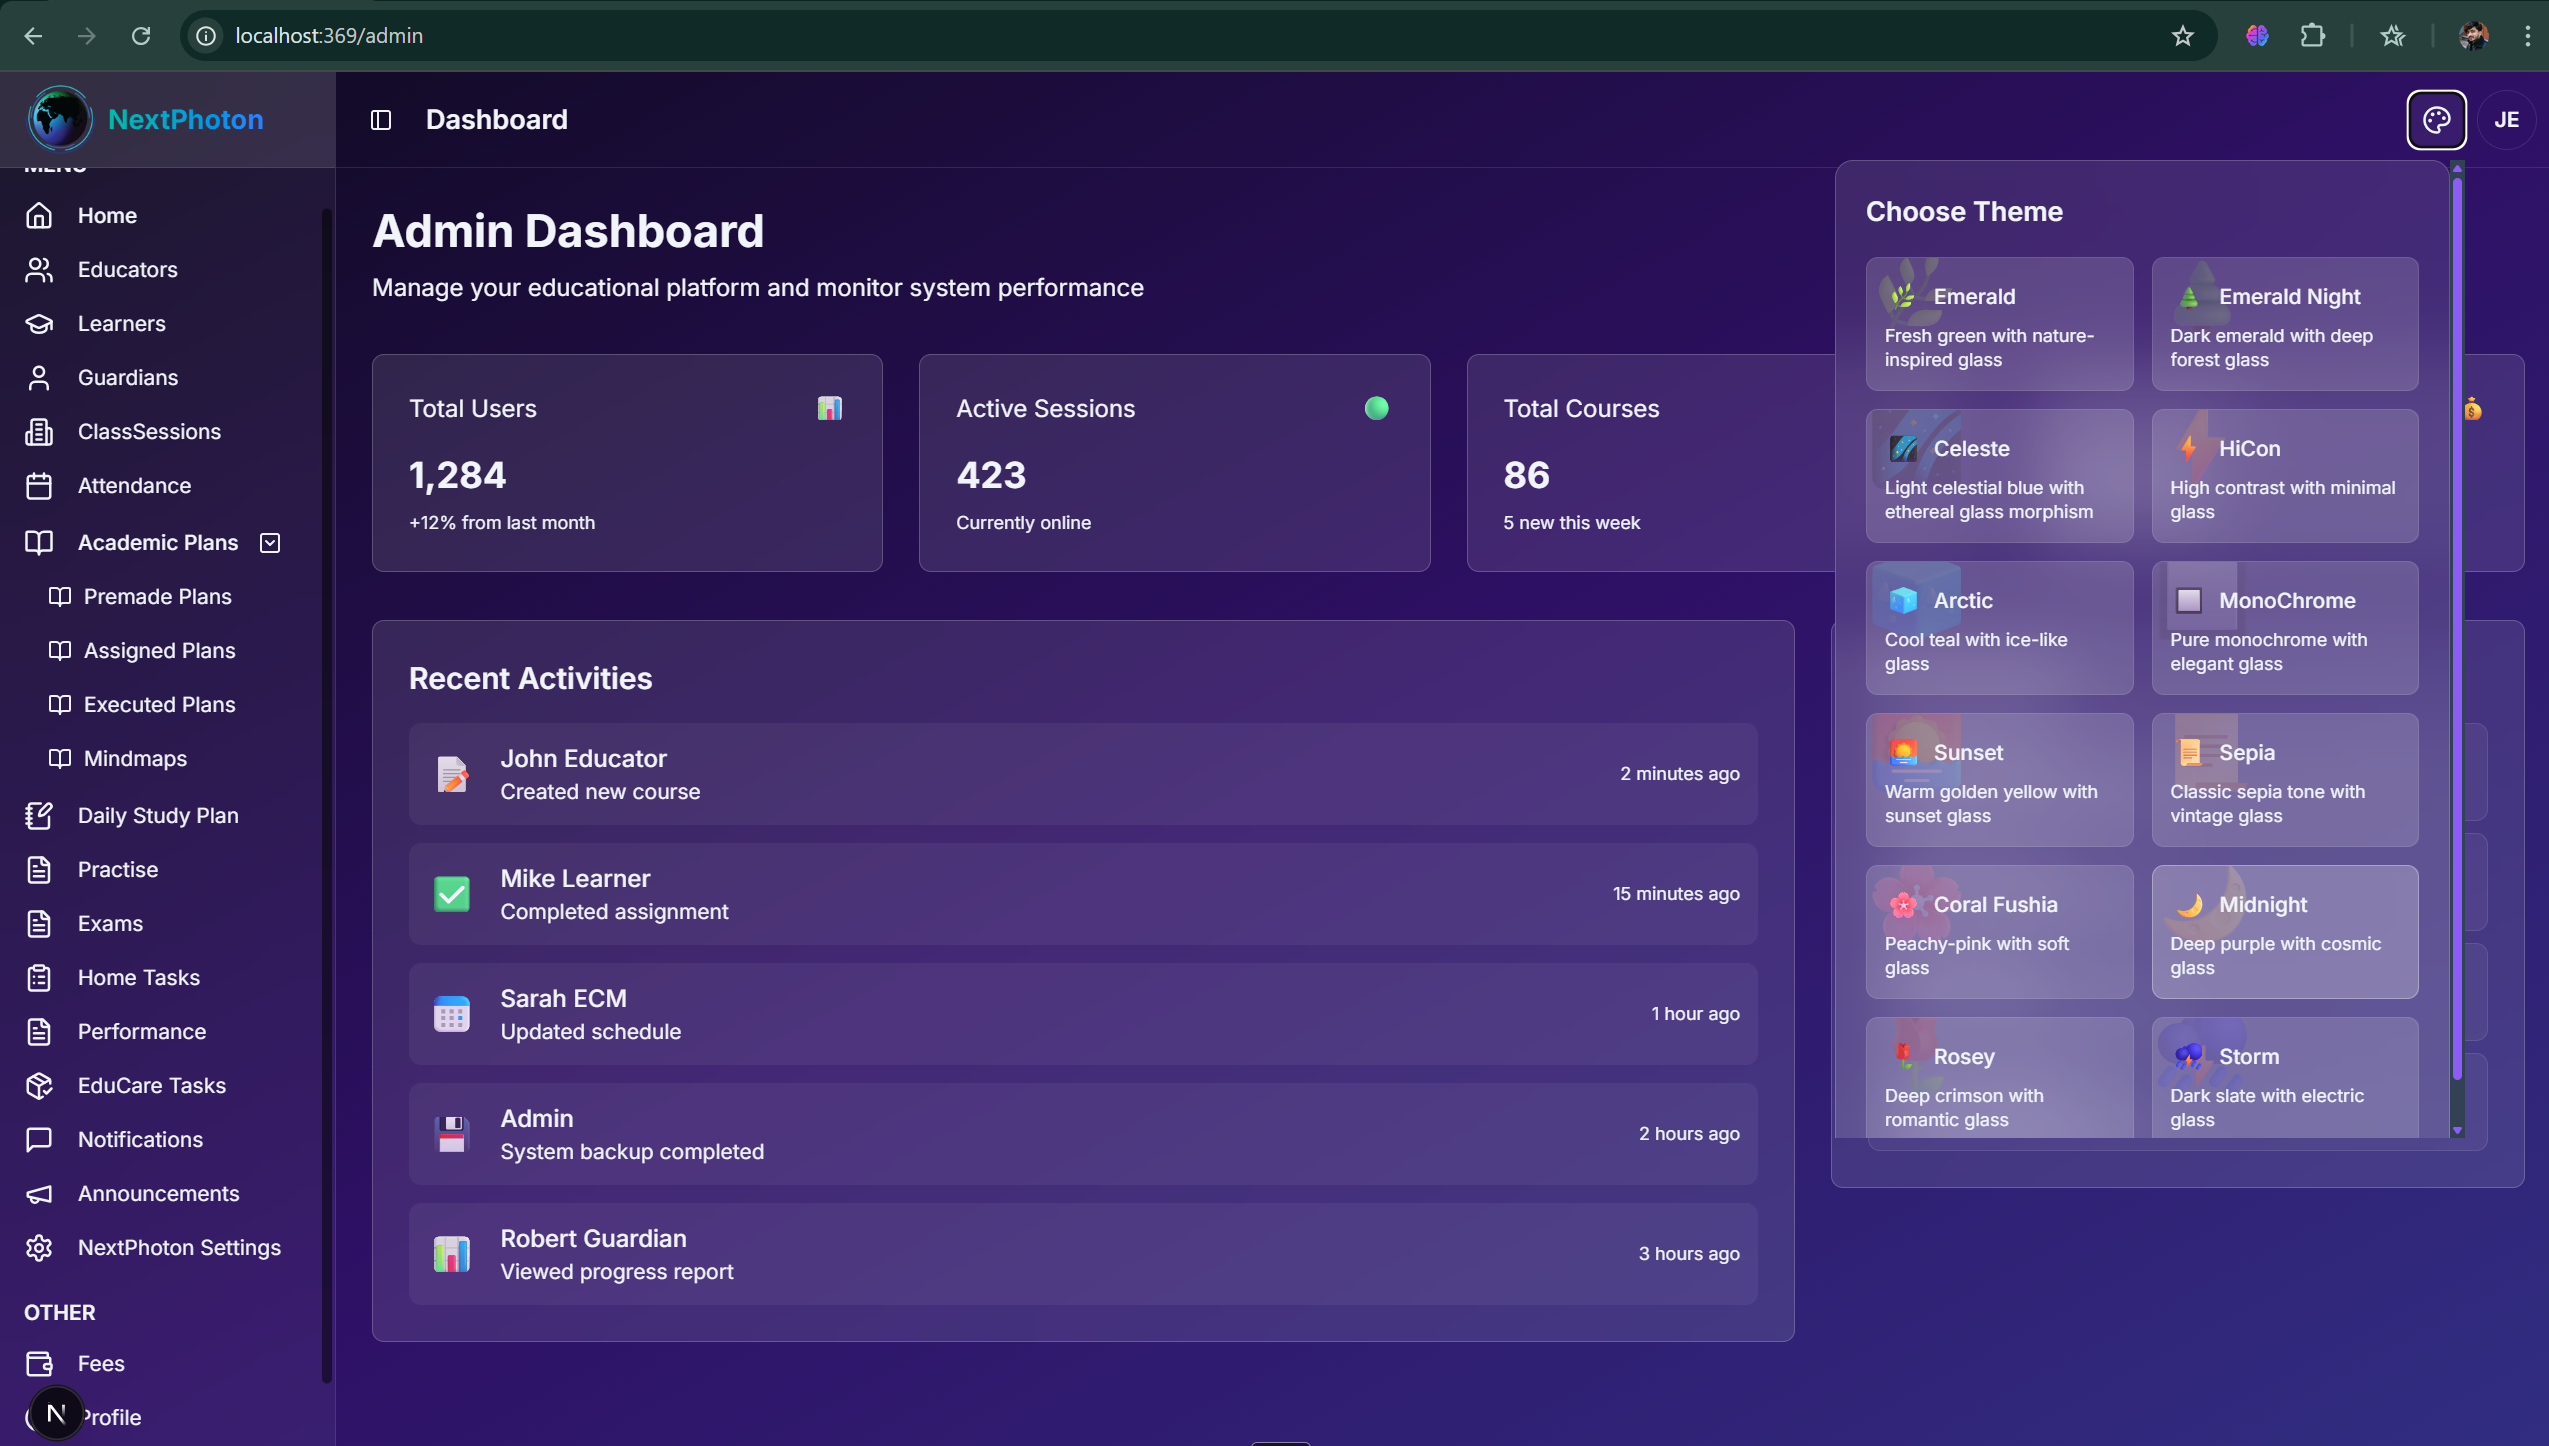 localhost:369/admin
NextPhoton
Dashboard
JE
MENU
Home
Educators
Learners
Guardians
ClassSessions
Attendance
Academic Plans
Premade Plans
Assigned Plans
Executed Plans
Mindmaps
Daily Study Plan
Practise
Exams
Home Tasks
Performance
EduCare Tasks
Notifications
Announcements
NextPhoton Settings
OTHER
Fees
N
Profile
Admin Dashboard
Manage your educational platform and monitor system performance
Total Users
1,284
+12% from last month
Active Sessions
423
Currently online
Total Courses
86
5 new this week
Recent Activities
John Educator
Created new course
2 minutes ago
Mike Learner
Completed assignment
15 minutes ago
Sarah ECM
Updated schedule
1 hour ago
Admin
System backup completed
2 hours ago
Robert Guardian
Viewed progress report
3 hours ago
Choose Theme
Emerald
Fresh green with nature-
inspired glass
Emerald Night
Dark emerald with deep
forest glass
Celeste
Light celestial blue with
ethereal glass morphism
HiCon
High contrast with minimal
glass
Arctic
Cool teal with ice-like
glass
MonoChrome
Pure monochrome with
elegant glass
Sunset
Warm golden yellow with
sunset glass
Sepia
Classic sepia tone with
vintage glass
Coral Fushia
Peachy-pink with soft
glass
Midnight
Deep purple with cosmic
glass
Rosey
Deep crimson with
romantic glass
Storm
Dark slate with electric
glass